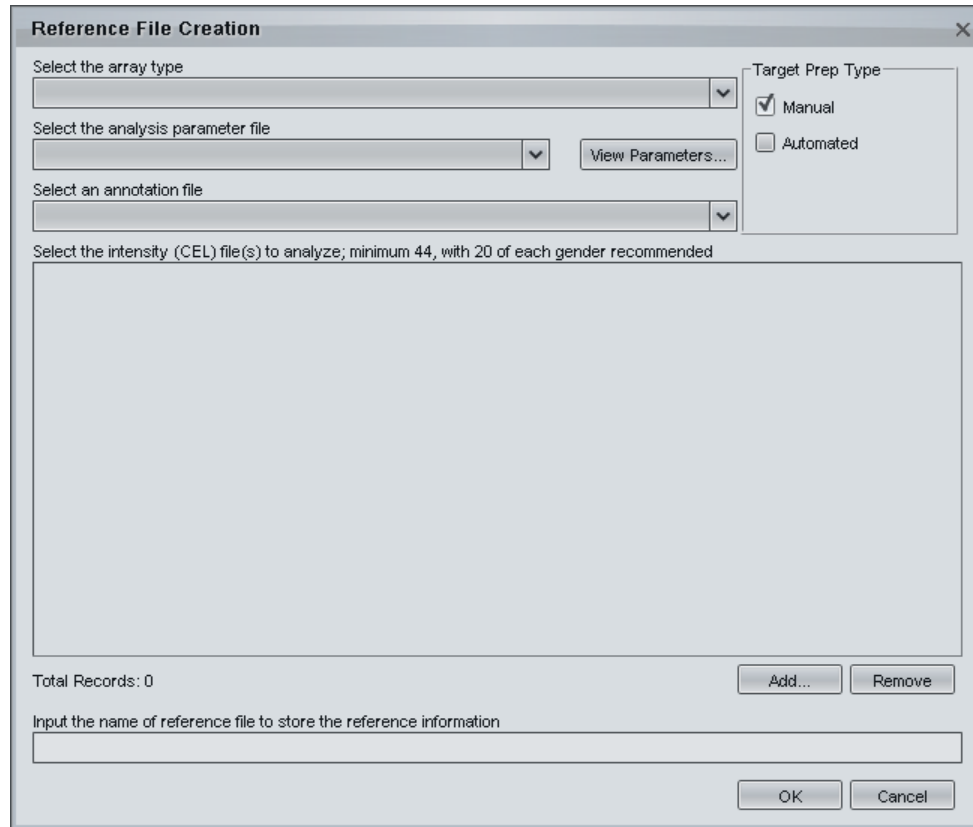 Reference File Creation
Select the array type
Target Prep Type
Manual
Select the analysis parameter file
View Parameters...
Automated
Select an annotation file
Select the intensity (CEL) file(s) to analyze; minimum 44, with 20 of each gender recommended
Total Records: 0
Add...
Remove
Input the name of reference file to store the reference information
OK
Cancel